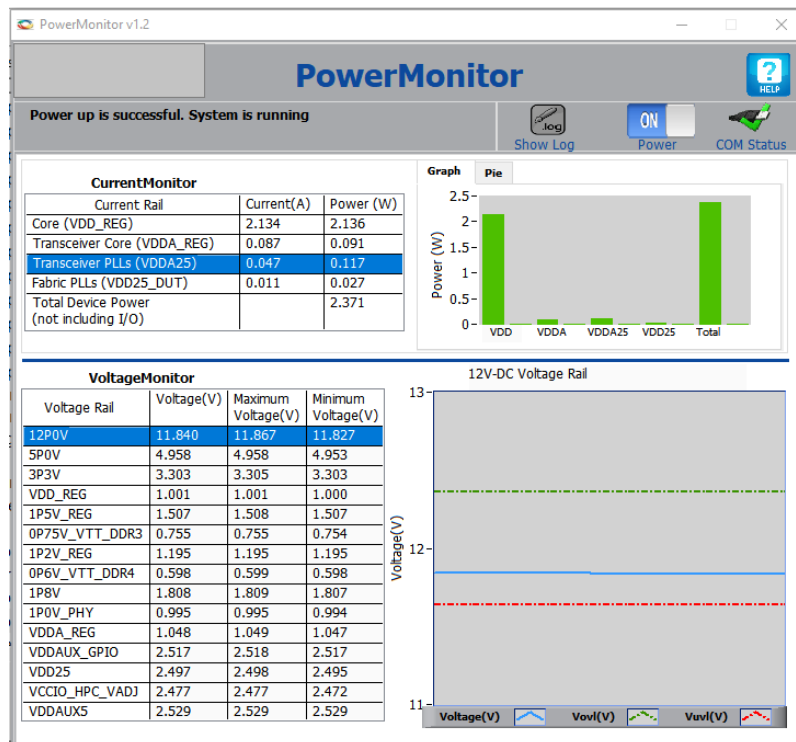 PowerMonitor v1.2
PowerMonitor
HELP
Power up is successful. System is running
.log
ON
Show Log
Power
COM Status
CurrentMonitor
Current Rail Current(A) Power (W)
Core (VDD_REG) 2.134 2.136
Transceiver Core (VDDA_REG) 0.087 0.091
Transceiver PLLs (VDDA25) 0.047 0.117
Fabric PLLs (VDD25_DUT) 0.011 0.027
Total Device Power
(not including I/O) 2.371
Graph Pie
Power (W)
2.5
2
1.5
1
0.5
0
VDD VDDA VDDA25 VDD25 Total
VoltageMonitor
Voltage Rail Voltage(V) Maximum Voltage(V) Minimum Voltage(V)
12P0V 11.840 11.867 11.827
5P0V 4.958 4.958 4.953
3P3V 3.303 3.305 3.303
VDD_REG 1.001 1.001 1.000
1P5V_REG 1.507 1.508 1.507
0P75V_VTT_DDR3 0.755 0.755 0.754
1P2V_REG 1.195 1.195 1.195
0P6V_VTT_DDR4 0.598 0.599 0.598
1P8V 1.808 1.809 1.807
1P0V_PHY 0.995 0.995 0.994
VDDA_REG 1.048 1.049 1.047
VDDAUX_GPIO 2.517 2.518 2.517
VDD25 2.497 2.498 2.495
VCCIO_HPC_VADJ 2.477 2.477 2.472
VDDAUX5 2.529 2.529 2.529
12V-DC Voltage Rail
Voltage(V)
13
12
11
Voltage(V) Vovl(V) Vuvl(V)